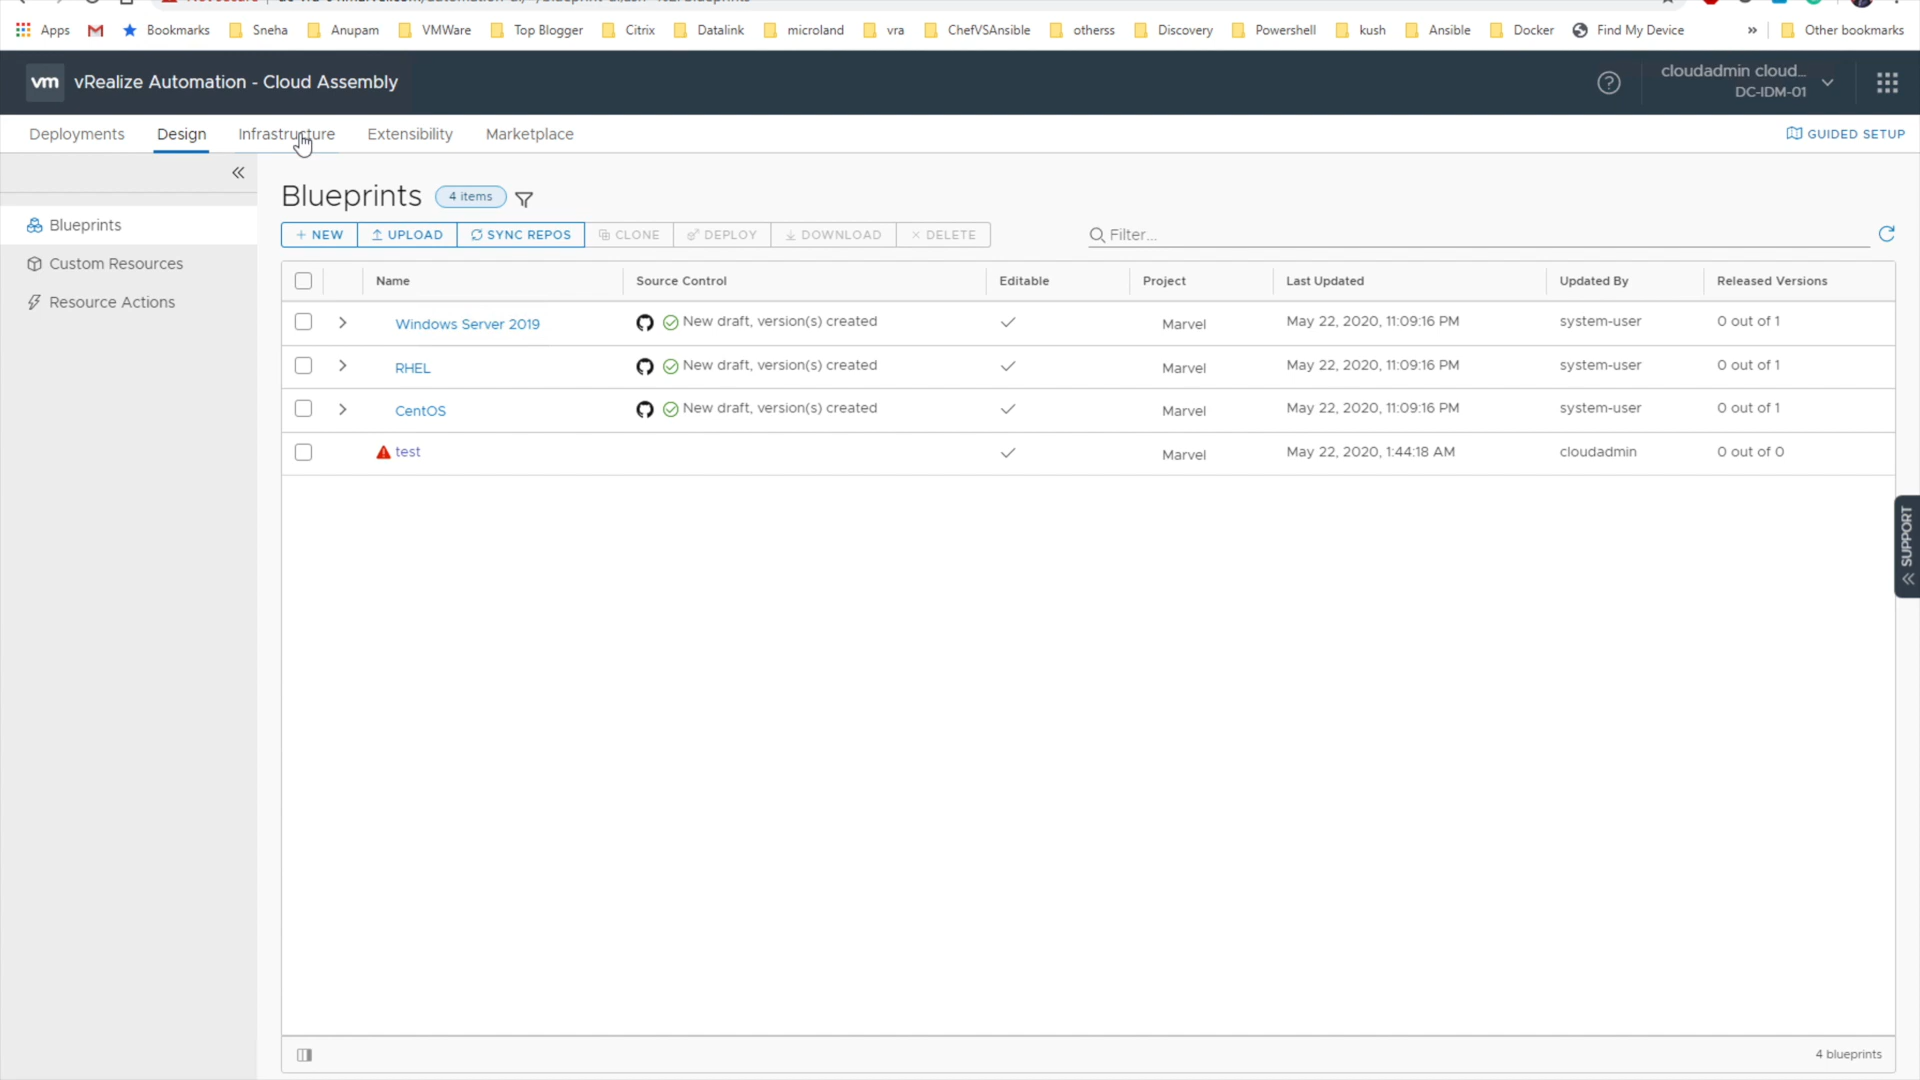 Apps Bookmarks Sneha Anupam VMWare Top Blogger Citrix Datalink microland vra ChefVSAnsible otherss Discovery Powershell kush Ansible Docker Find My Device » Other bookmarks
vm vRealize Automation - Cloud Assembly
cloudadmin cloud...
DC-IDM-01
Deployments Design Infrastructure Extensibility Marketplace GUIDED SETUP
Blueprints 4 items
Blueprints
Custom Resources
Resource Actions
+ NEW UPLOAD SYNC REPOS CLONE DEPLOY DOWNLOAD × DELETE Filter...
Name Source Control Editable Project Last Updated Updated By Released Versions
Windows Server 2019 New draft, version(s) created Marvel May 22, 2020, 11:09:16 PM system-user 0 out of 1
RHEL New draft, version(s) created Marvel May 22, 2020, 11:09:16 PM system-user 0 out of 1
CentOS New draft, version(s) created Marvel May 22, 2020, 11:09:16 PM system-user 0 out of 1
test Marvel May 22, 2020, 1:44:18 AM cloudadmin 0 out of 0
SUPPORT
4 blueprints